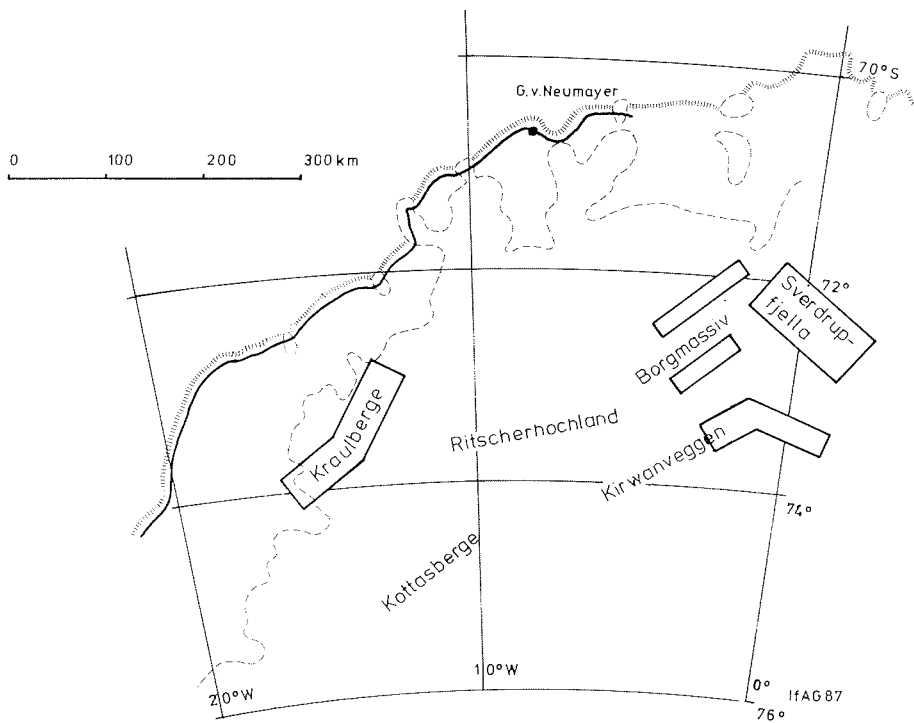 70°S
G.v.Neumayer
0 100 200 300 km
72°
Sverdrup-
fjella
Borgmassiv
Kraulberge
Ritscherhochland
Kirwanveggen
74°
Kottasberge
20°W
10°W
0°
76°
IfAG 87